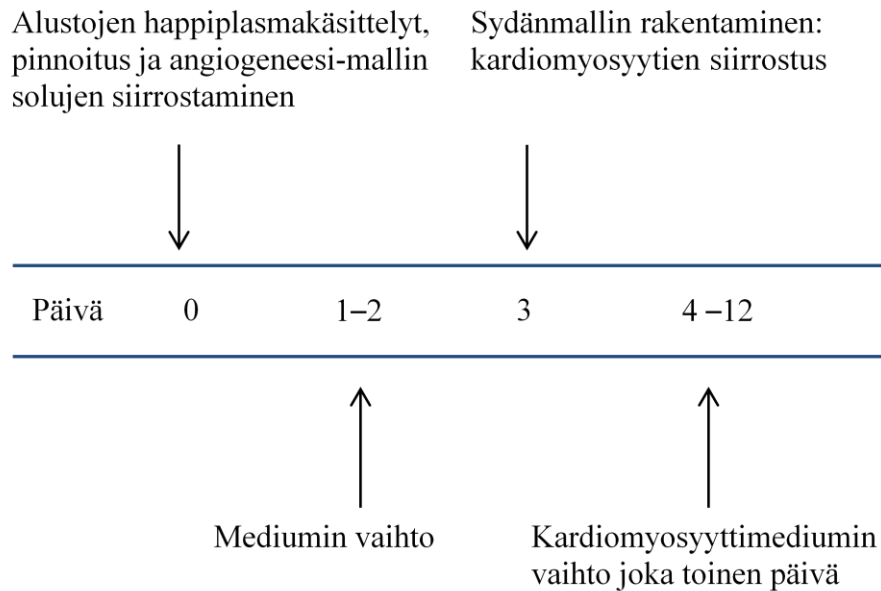 Alustojen happiplasmakäsittelyt,
pinnoitus ja angiogeneesi-mallin
solujen siirrostaminen
Sydänmallin rakentaminen:
kardiomyosyytien siirrostus
Päivä 0 1–2 3 4 –12
Mediumin vaihto
Kardiomyosyyttimediumin
vaihto joka toinen päivä